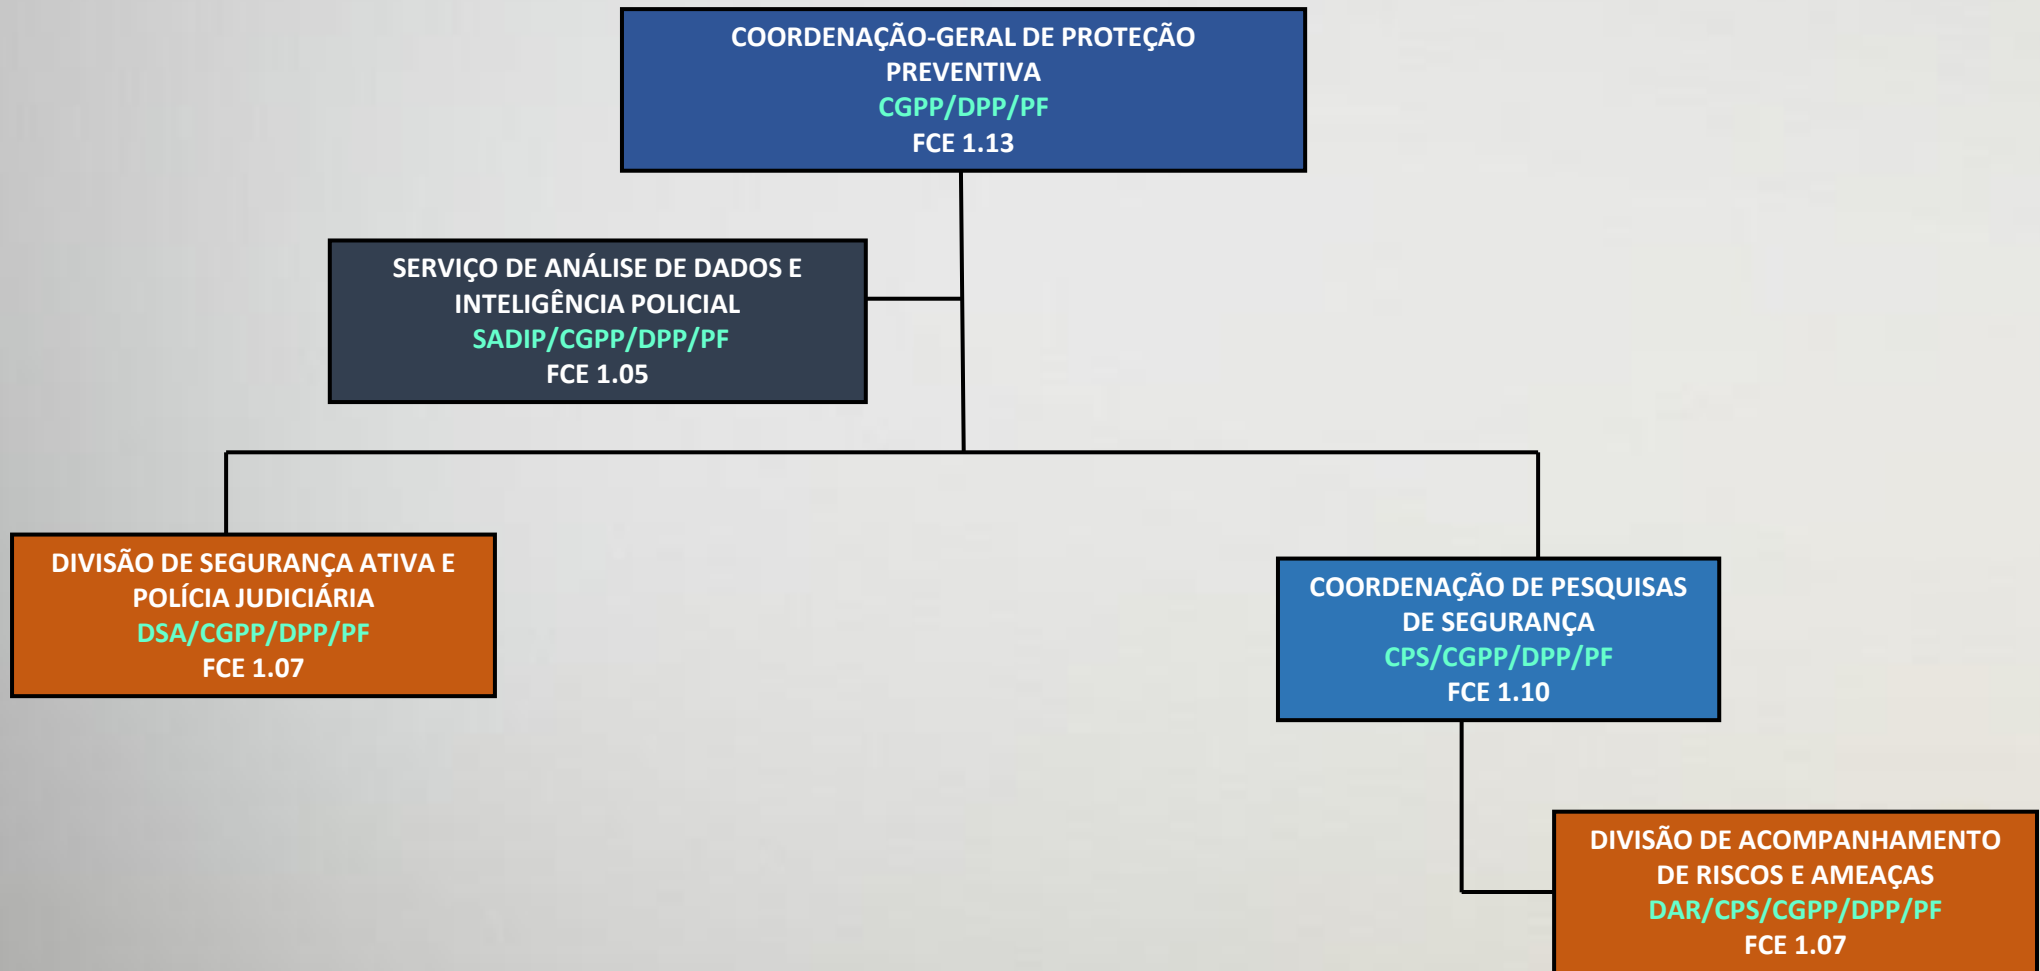 COORDENAÇÃO-GERAL DE PROTEÇÃO
PREVENTIVA
CGPP/DPP/PF
FCE 1.13
SERVIÇO DE ANÁLISE DE DADOS E
INTELIGÊNCIA POLICIAL
SADIP/CGPP/DPP/PF
FCE 1.05
DIVISÃO DE SEGURANÇA ATIVA E
POLÍCIA JUDICIÁRIA
DSA/CGPP/DPP/PF
FCE 1.07
COORDENAÇÃO DE PESQUISAS
DE SEGURANÇA
CPS/CGPP/DPP/PF
FCE 1.10
DIVISÃO DE ACOMPANHAMENTO
DE RISCOS E AMEAÇAS
DAR/CPS/CGPP/DPP/PF
FCE 1.07